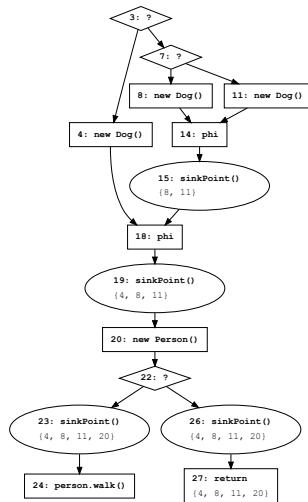 3: ?
7: ?
8: new Dog()
11: new Dog()
4: new Dog()
14: phi
15: sinkPoint()
{8, 11}
18: phi
19: sinkPoint()
{4, 8, 11}
20: new Person()
22: ?
23: sinkPoint()
{4, 8, 11, 20}
26: sinkPoint()
{4, 8, 11, 20}
24: person.walk()
27: return
{4, 8, 11, 20}